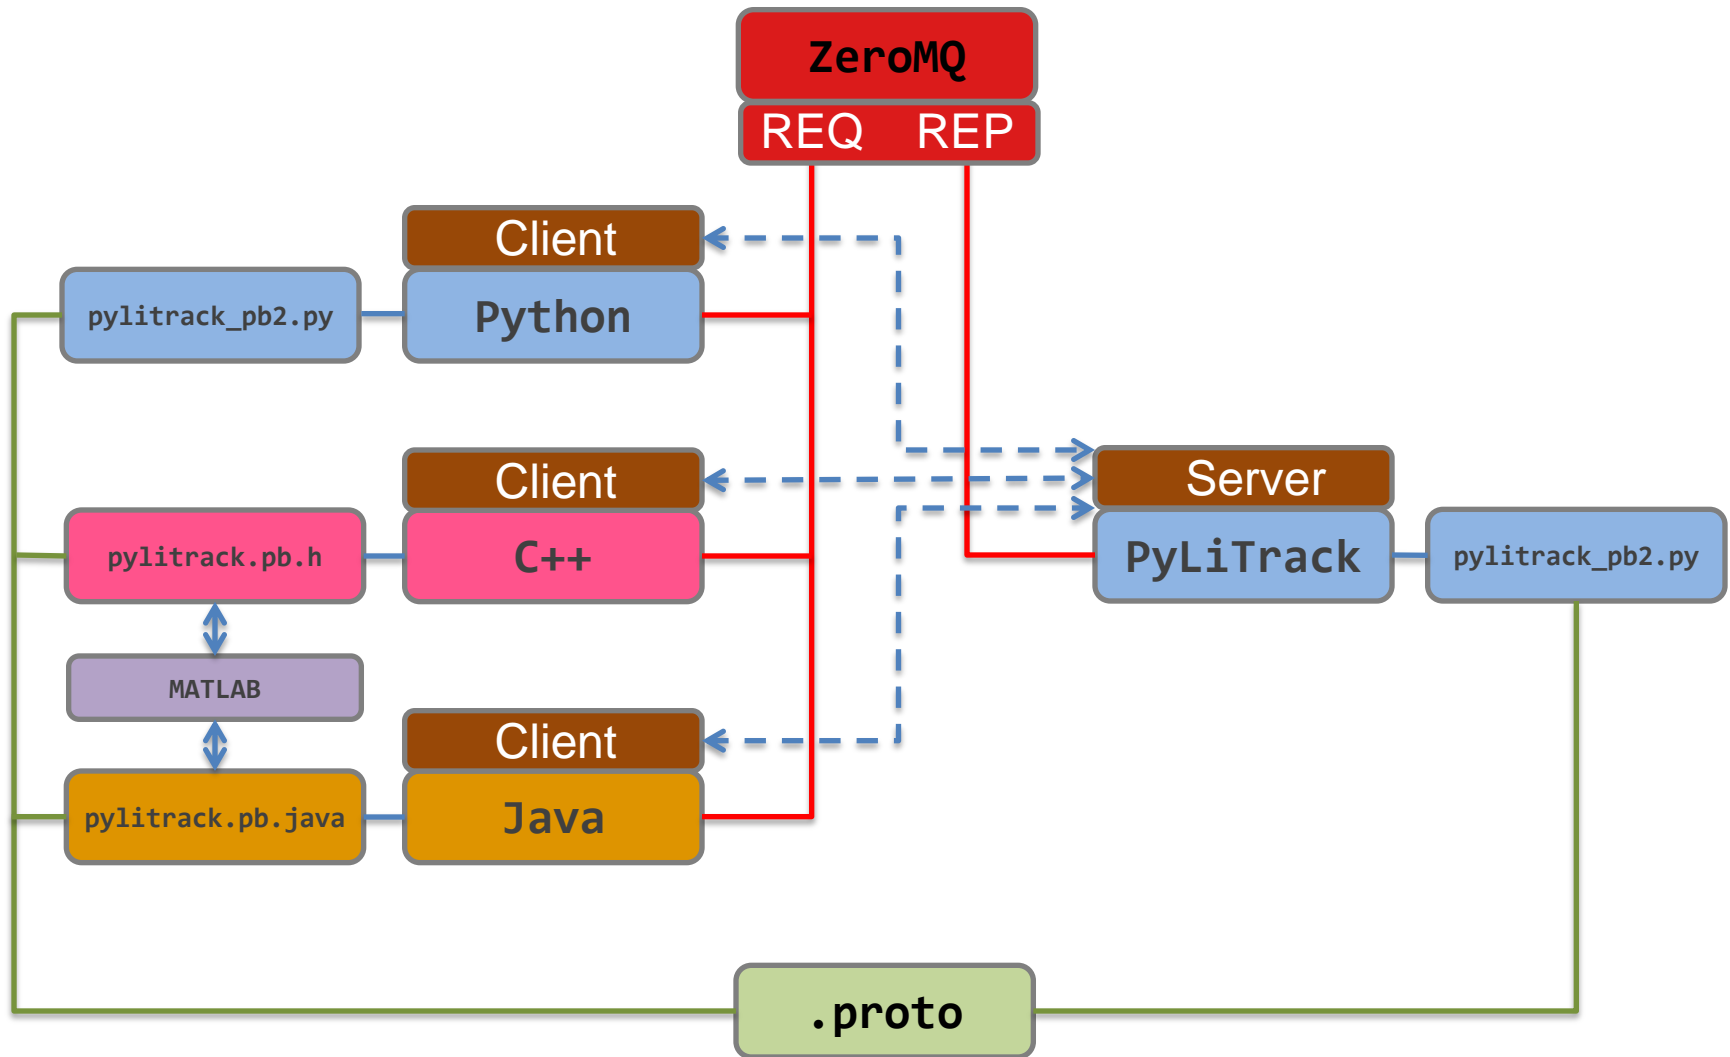 ZeroMQ
REQ REP
Client
pylitrack_pb2.py
Python
Client
Server
pylitrack.pb.h
C++
PyLiTrack
pylitrack_pb2.py
MATLAB
Client
pylitrack.pb.java
Java
.proto